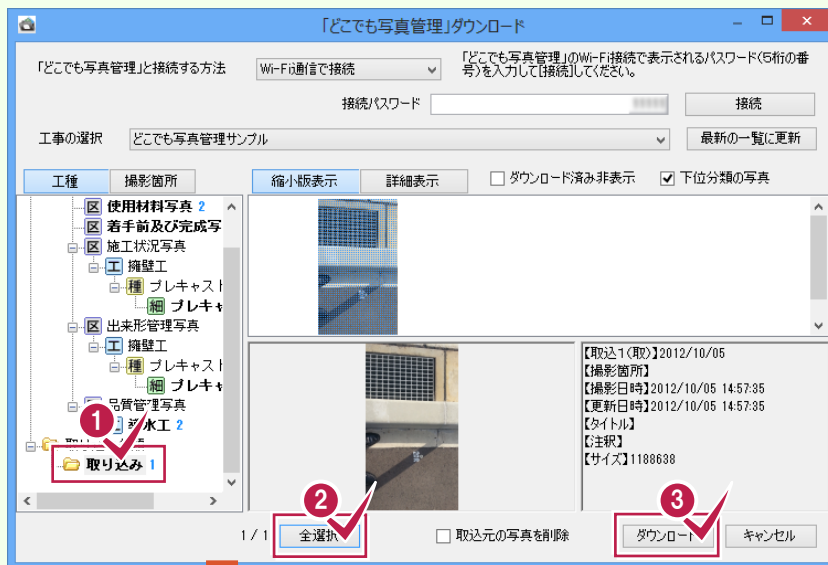 「どこでも写真管理」ダウンロード
「どこでも写真管理」と接続する方法
Wi-Fi通信で接続
「どこでも写真管理」のWi-Fi接続で表示されるパスワード(5桁の番
号)を入力して[接続]してください。
接続パスワード
接続
工事の選択
どこでも写真管理サンプル
最新の一覧に更新
工種
撮影箇所
縮小版表示
詳細表示
ダウンロード済み非表示
下位分類の写真
区 使用材料写真 2
区 着手前及び完成写
区 施工状況写真
工 擁壁工
種 プレキャスト
細 プレキャ
区 出来形管理写真
工 擁壁工
種 プレキャスト
細 プレキャ
品質管理写真
水工 2
取り込み 1
1
【取込1(取)】2012/10/05
【撮影箇所】
【撮影日時】2012/10/05 14:57:35
【更新日時】2012/10/05 14:57:35
【タイトル】
【注釈】
【サイズ】1188638
2
3
1 / 1
全選択
取込元の写真を削除
ダウンロード
キャンセル